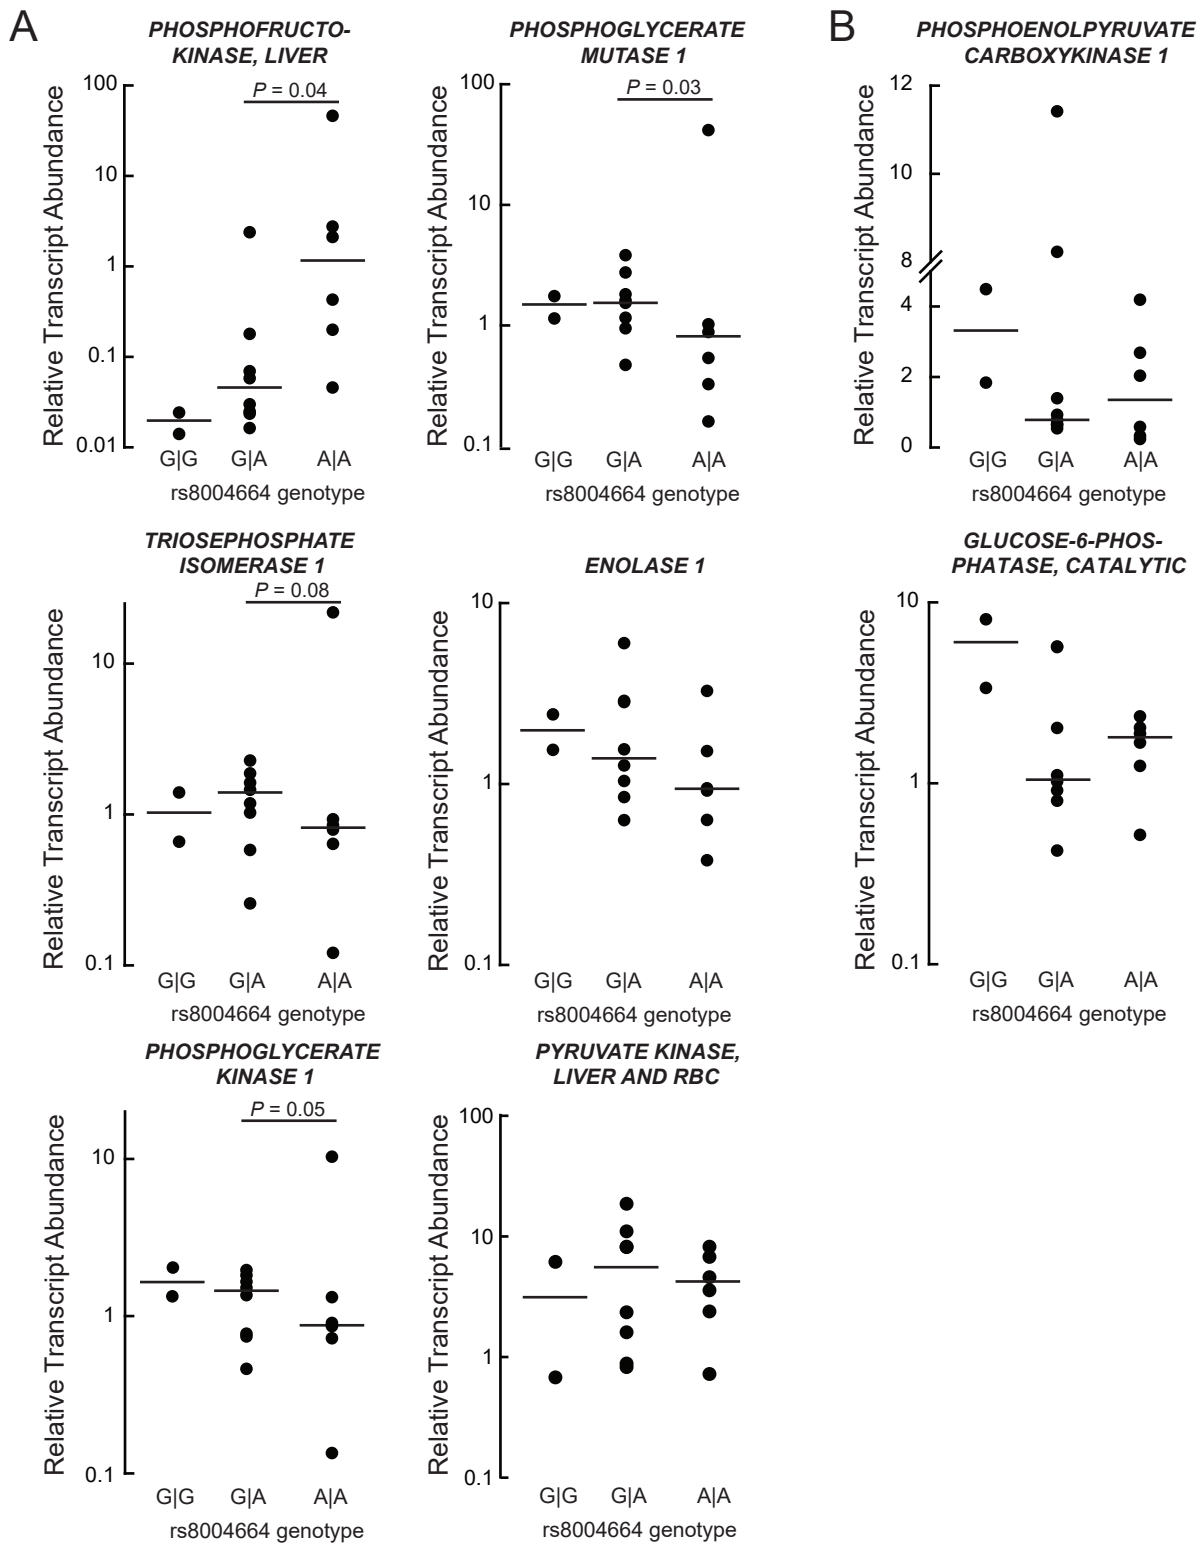 A
PHOSPHOFRUCTO-
KINASE, LIVER
P = 0.04
Relative Transcript Abundance
100
10
1
0.1
0.01
G|G G|A A|A
rs8004664 genotype
PHOSPHOGLYCERATE
MUTASE 1
P = 0.03
Relative Transcript Abundance
100
10
1
0.1
G|G G|A A|A
rs8004664 genotype
B
PHOSPHOENOLPYRUVATE
CARBOXYKINASE 1
Relative Transcript Abundance
12
10
8
4
2
0
G|G G|A A|A
rs8004664 genotype
TRIOSEPHOSPHATE
ISOMERASE 1
P = 0.08
Relative Transcript Abundance
10
1
0.1
G|G G|A A|A
rs8004664 genotype
ENOLASE 1
Relative Transcript Abundance
10
1
0.1
G|G G|A A|A
rs8004664 genotype
GLUCOSE-6-PHOS-
PHATASE, CATALYTIC
Relative Transcript Abundance
10
1
0.1
G|G G|A A|A
rs8004664 genotype
PHOSPHOGLYCERATE
KINASE 1
P = 0.05
Relative Transcript Abundance
10
1
0.1
G|G G|A A|A
rs8004664 genotype
PYRUVATE KINASE,
LIVER AND RBC
Relative Transcript Abundance
100
10
1
0.1
G|G G|A A|A
rs8004664 genotype